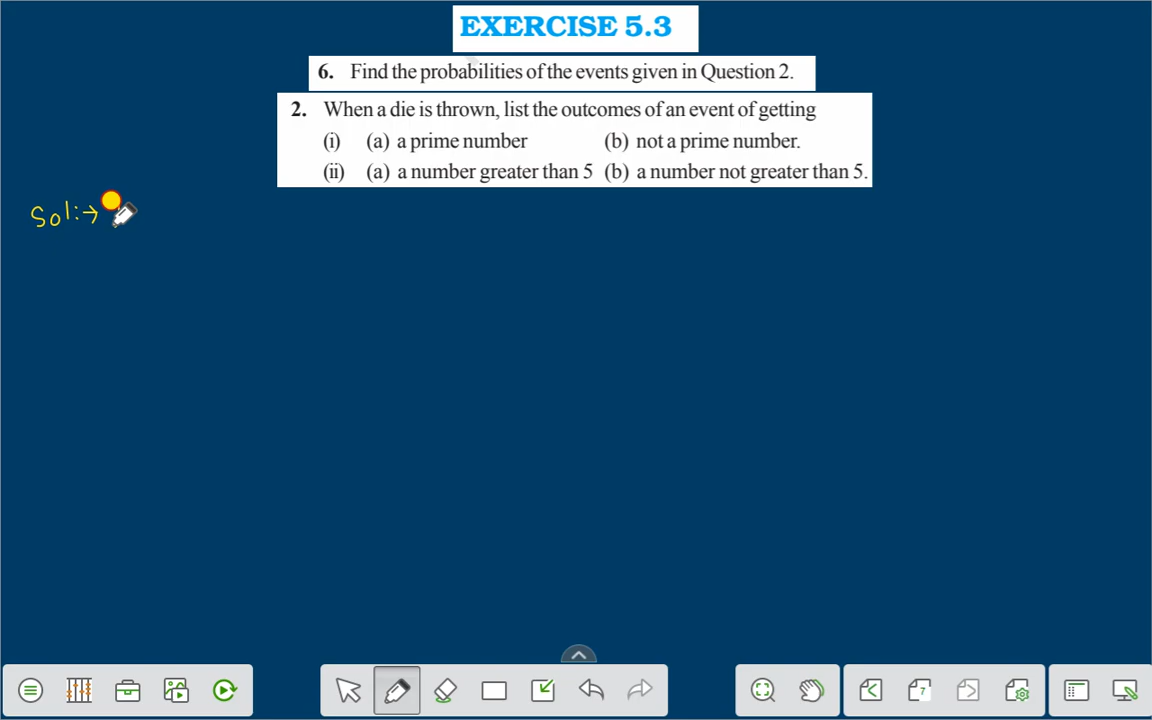 EXERCISE 5.3
6. Find the probabilities of the events given in Question 2.
2. When a die is thrown, list the outcomes of an event of getting
(i) (a) a prime number (b) not a prime number.
(ii) (a) a number greater than 5 (b) a number not greater than 5.
Sol:→
7